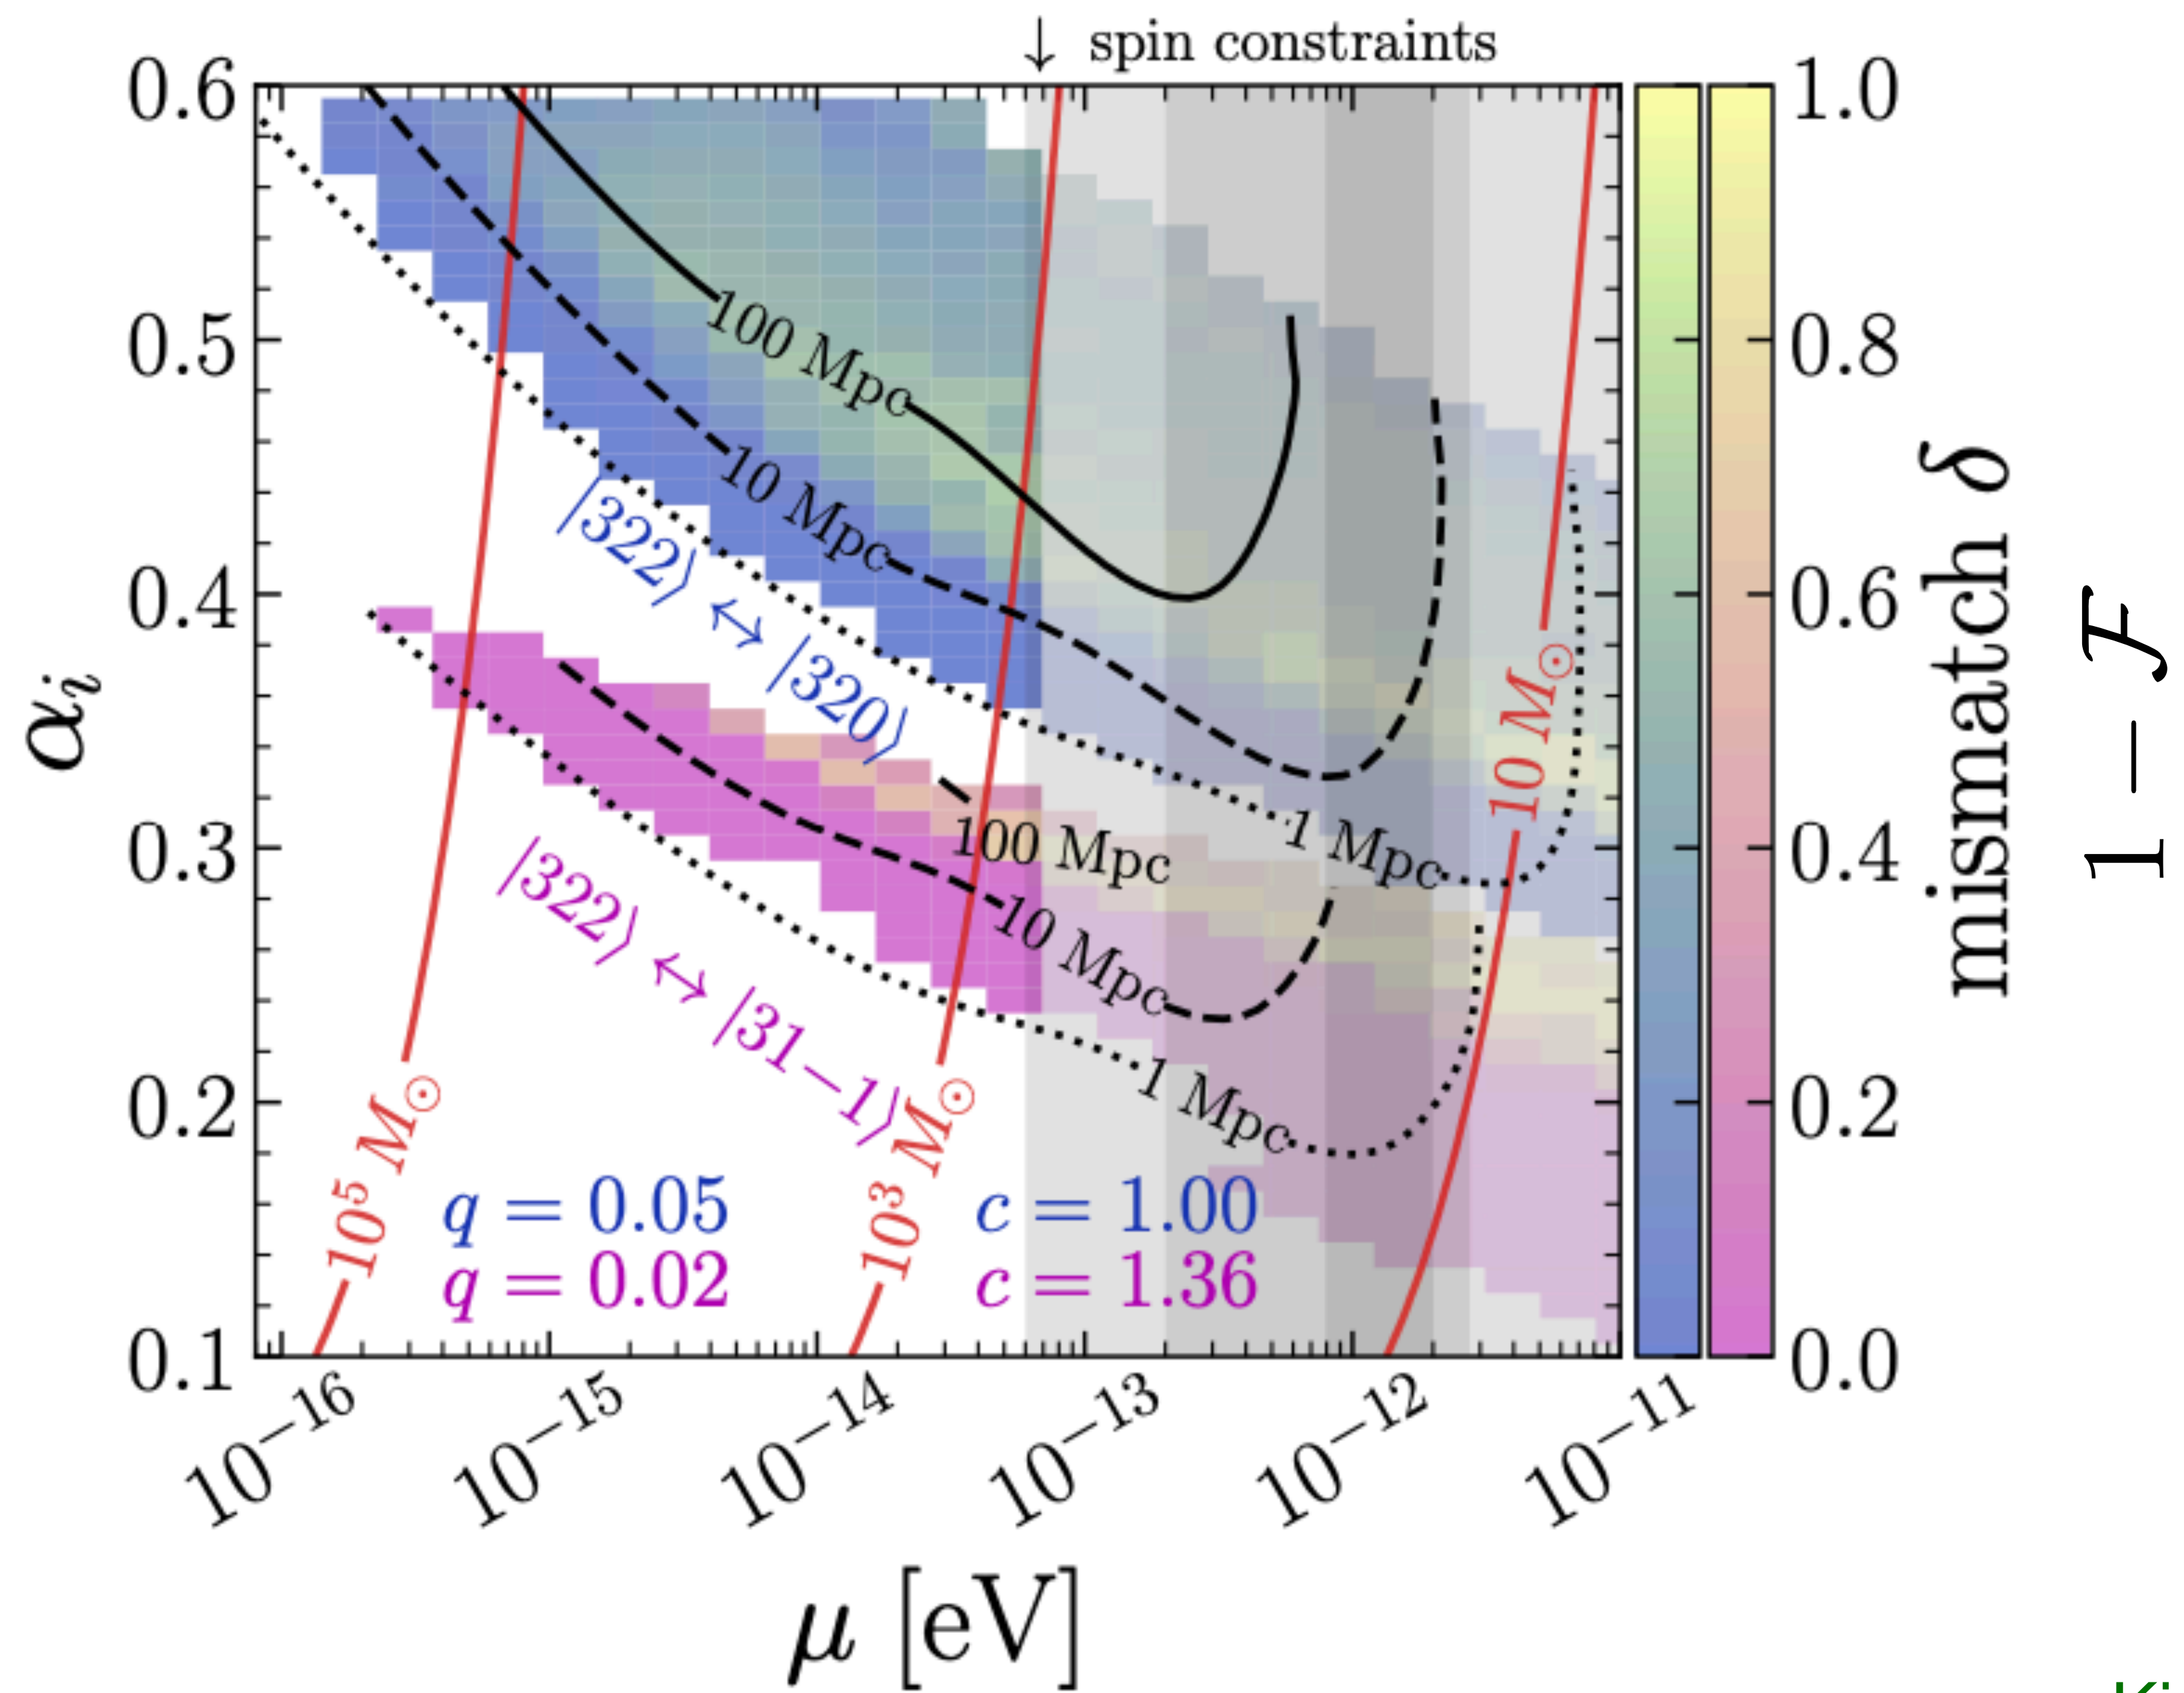 ↓ spin constraints
0.6
0.5
0.4
0.3
0.2
0.1
α_i
100 Mpc
10 Mpc
1 Mpc
|322⟩ ↔ |320⟩
100 Mpc
10 Mpc
1 Mpc
|322⟩ ↔ |31−1⟩
10^5 M⊙
10^3 M⊙
10 M⊙
q = 0.05 c = 1.00
q = 0.02 c = 1.36
10^−16 10^−15 10^−14 10^−13 10^−12 10^−11
μ [eV]
1.0
0.8
0.6
0.4
0.2
0.0
mismatch δ
1 − ℱ